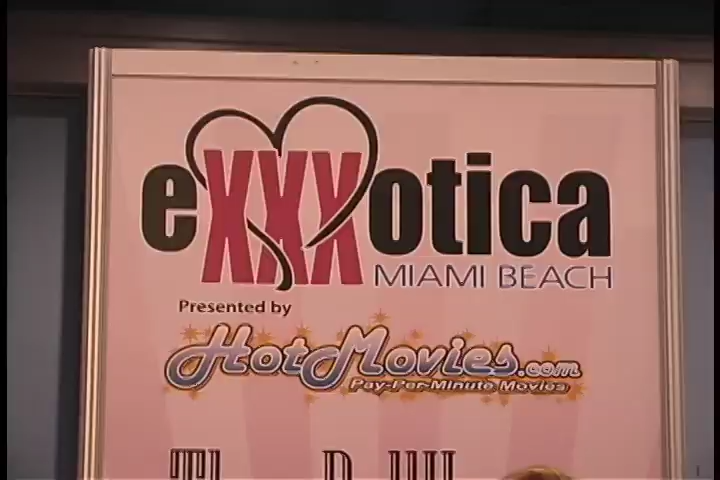 eXXXotica
MIAMI BEACH
Presented by
HotMovies.com
Pay-Per-Minute Movies